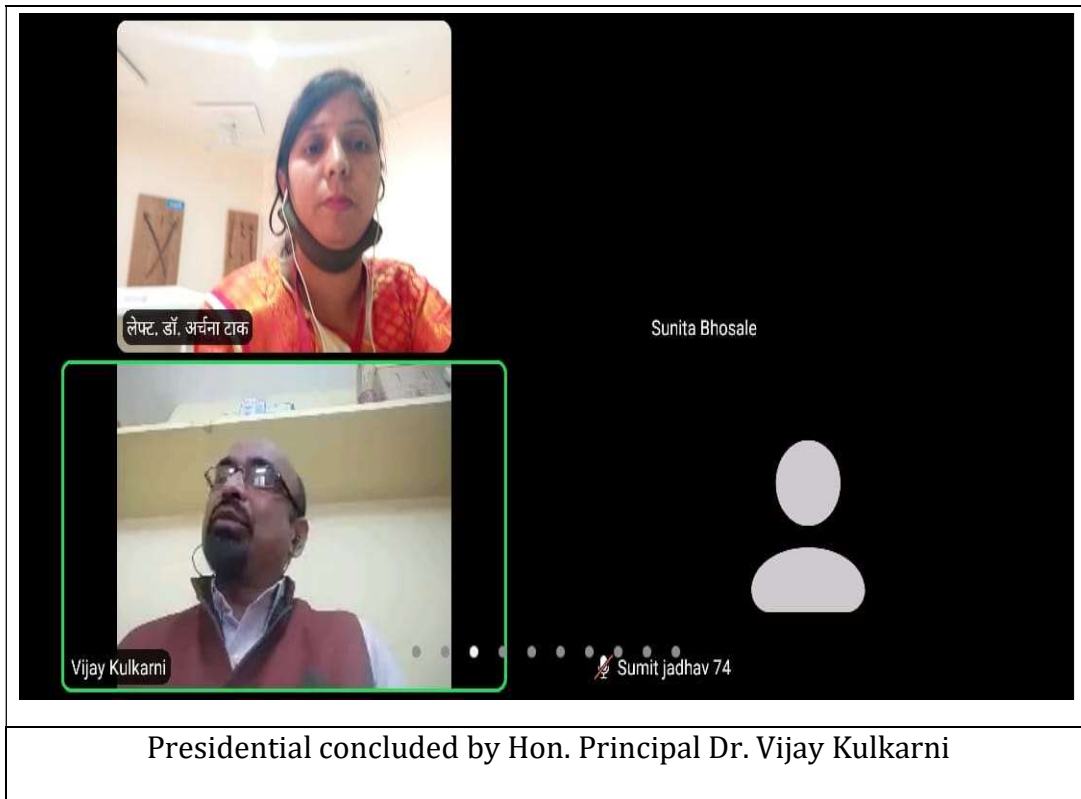 लेफ्ट. डॉ. अर्चना टाक
Sunita Bhosale
Vijay Kulkarni
Sumit jadhav 74
Presidential concluded by Hon. Principal Dr. Vijay Kulkarni